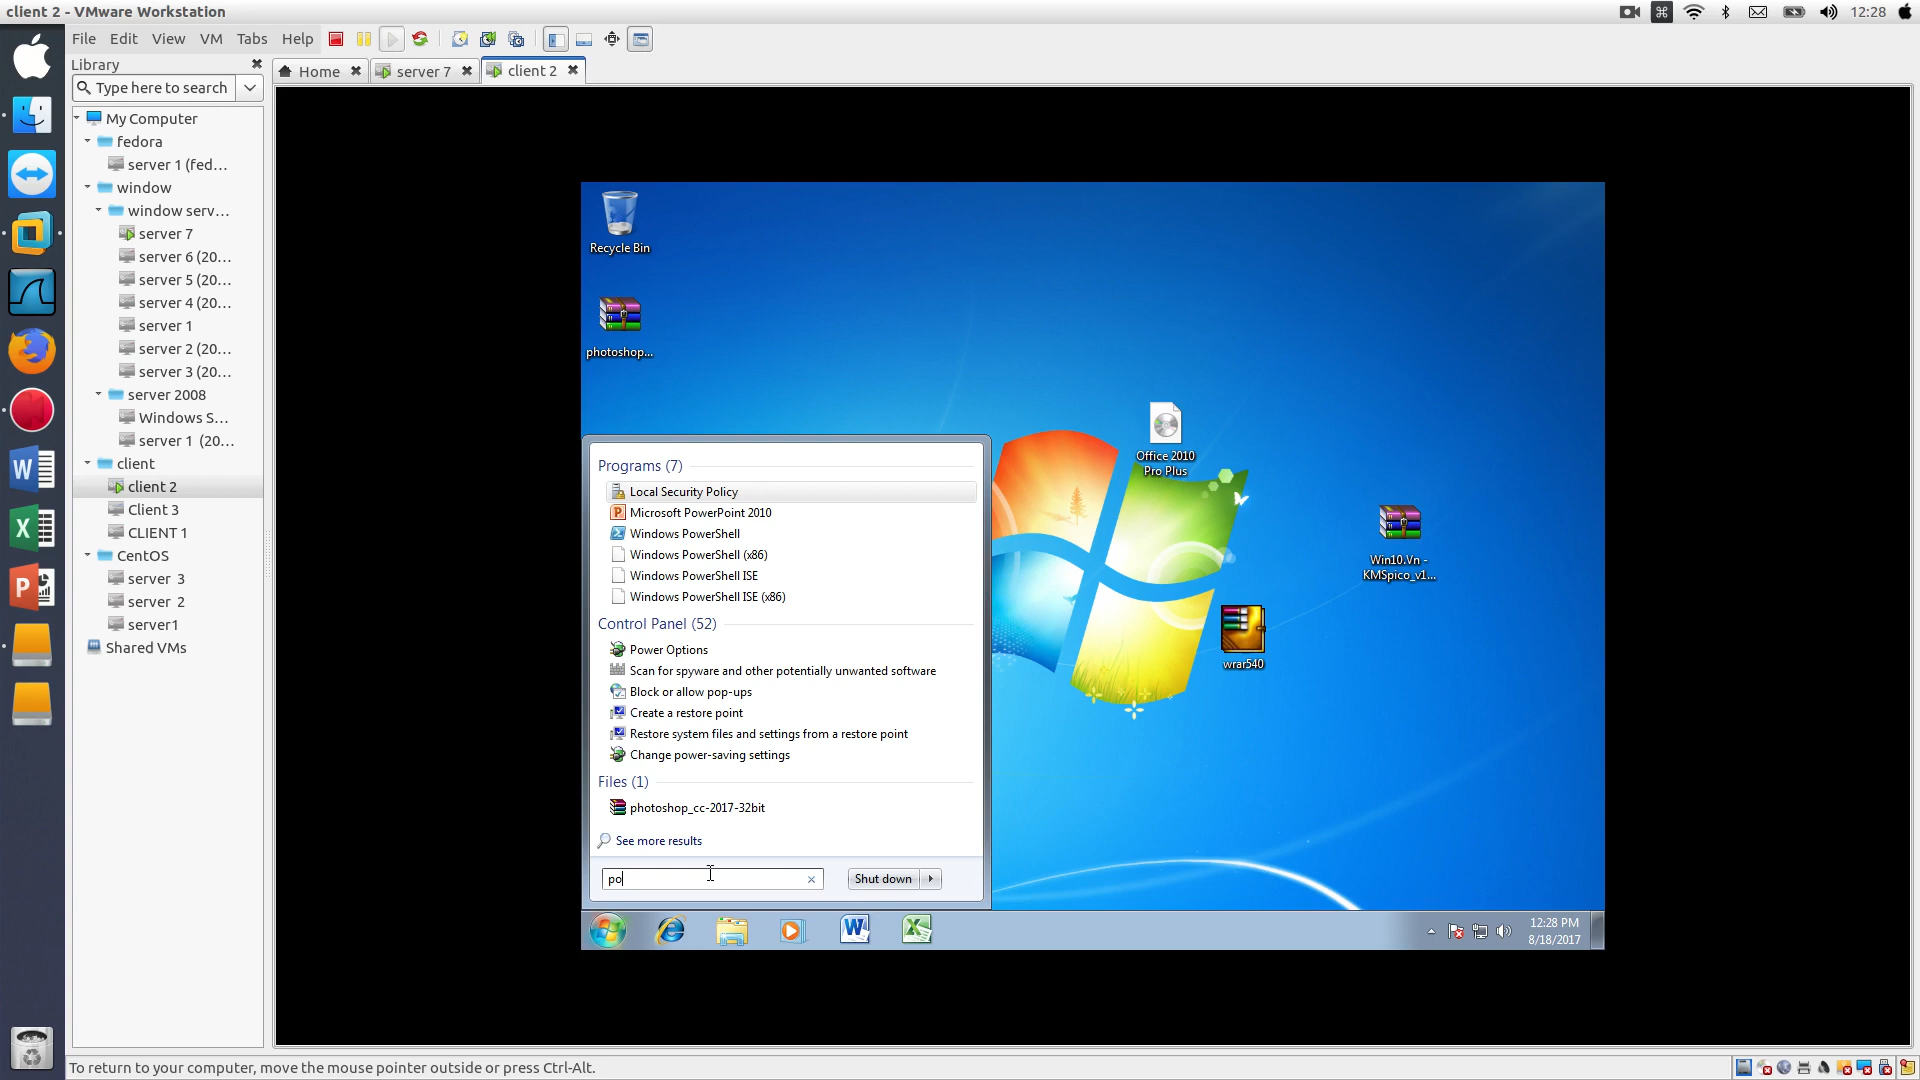 client 2 - VMware Workstation
12:28
File Edit View VM Tabs Help
Library
Type here to search
Home
server 7
client 2
My Computer
fedora
server 1 (fed...
window
window serv...
server 7
server 6 (20...
server 5 (20...
server 4 (20...
server 1
server 2 (20...
server 3 (20...
server 2008
Windows S...
server 1 (20...
client
client 2
Client 3
CLIENT 1
CentOS
server 3
server 2
server1
Shared VMs
Recycle Bin
photoshop...
Office 2010
Pro Plus
Win10.Vn -
KMSpico_v1...
wrar540
Programs (7)
Local Security Policy
Microsoft PowerPoint 2010
Windows PowerShell
Windows PowerShell (x86)
Windows PowerShell ISE
Windows PowerShell ISE (x86)
Control Panel (52)
Power Options
Scan for spyware and other potentially unwanted software
Block or allow pop-ups
Create a restore point
Restore system files and settings from a restore point
Change power-saving settings
Files (1)
photoshop_cc-2017-32bit
See more results
po
Shut down
12:28 PM
8/18/2017
To return to your computer, move the mouse pointer outside or press Ctrl-Alt.